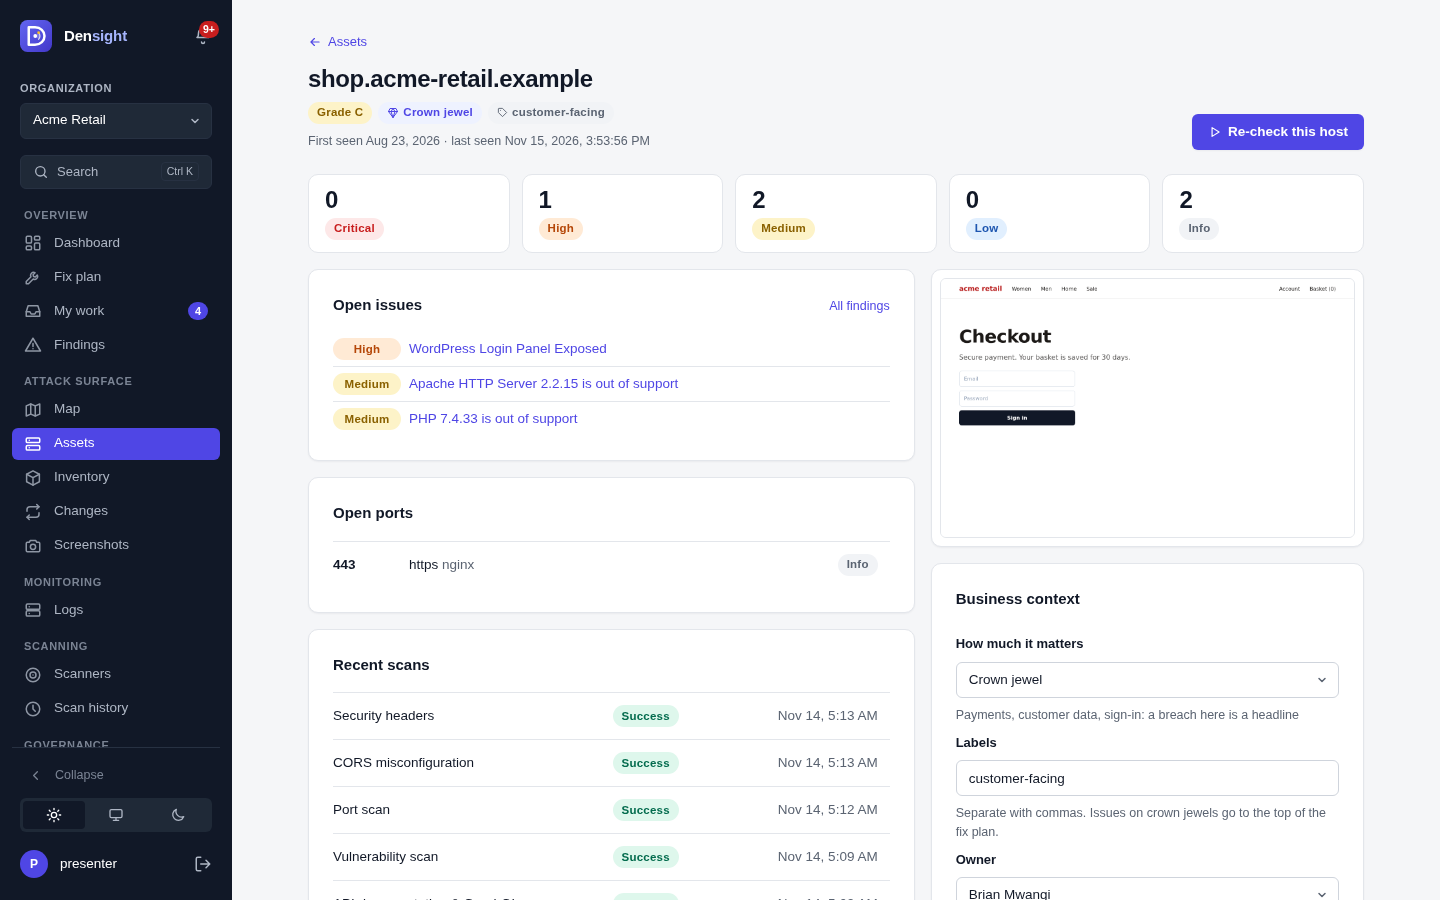 Densight
9+
ORGANIZATION
Acme Retail
Search
Ctrl K
OVERVIEW
Dashboard
Fix plan
My work
4
Findings
ATTACK SURFACE
Map
Assets
Inventory
Changes
Screenshots
MONITORING
Logs
SCANNING
Scanners
Scan history
GOVERNANCE
Collapse
P
presenter
Assets
shop.acme-retail.example
Grade C
Crown jewel
customer-facing
First seen Aug 23, 2026 · last seen Nov 15, 2026, 3:53:56 PM
Re-check this host
0
Critical
1
High
2
Medium
0
Low
2
Info
Open issues
All findings
High
WordPress Login Panel Exposed
Medium
Apache HTTP Server 2.2.15 is out of support
Medium
PHP 7.4.33 is out of support
Open ports
443 https nginx Info
Recent scans
Security headers Success Nov 14, 5:13 AM
CORS misconfiguration Success Nov 14, 5:13 AM
Port scan Success Nov 14, 5:12 AM
Vulnerability scan Success Nov 14, 5:09 AM
acme retail Women Men Home Sale Account Basket (0)
Checkout
Secure payment. Your basket is saved for 30 days.
Email
Password
Sign in
Business context
How much it matters
Crown jewel
Payments, customer data, sign-in: a breach here is a headline
Labels
customer-facing
Separate with commas. Issues on crown jewels go to the top of the
fix plan.
Owner
Brian Mwangi